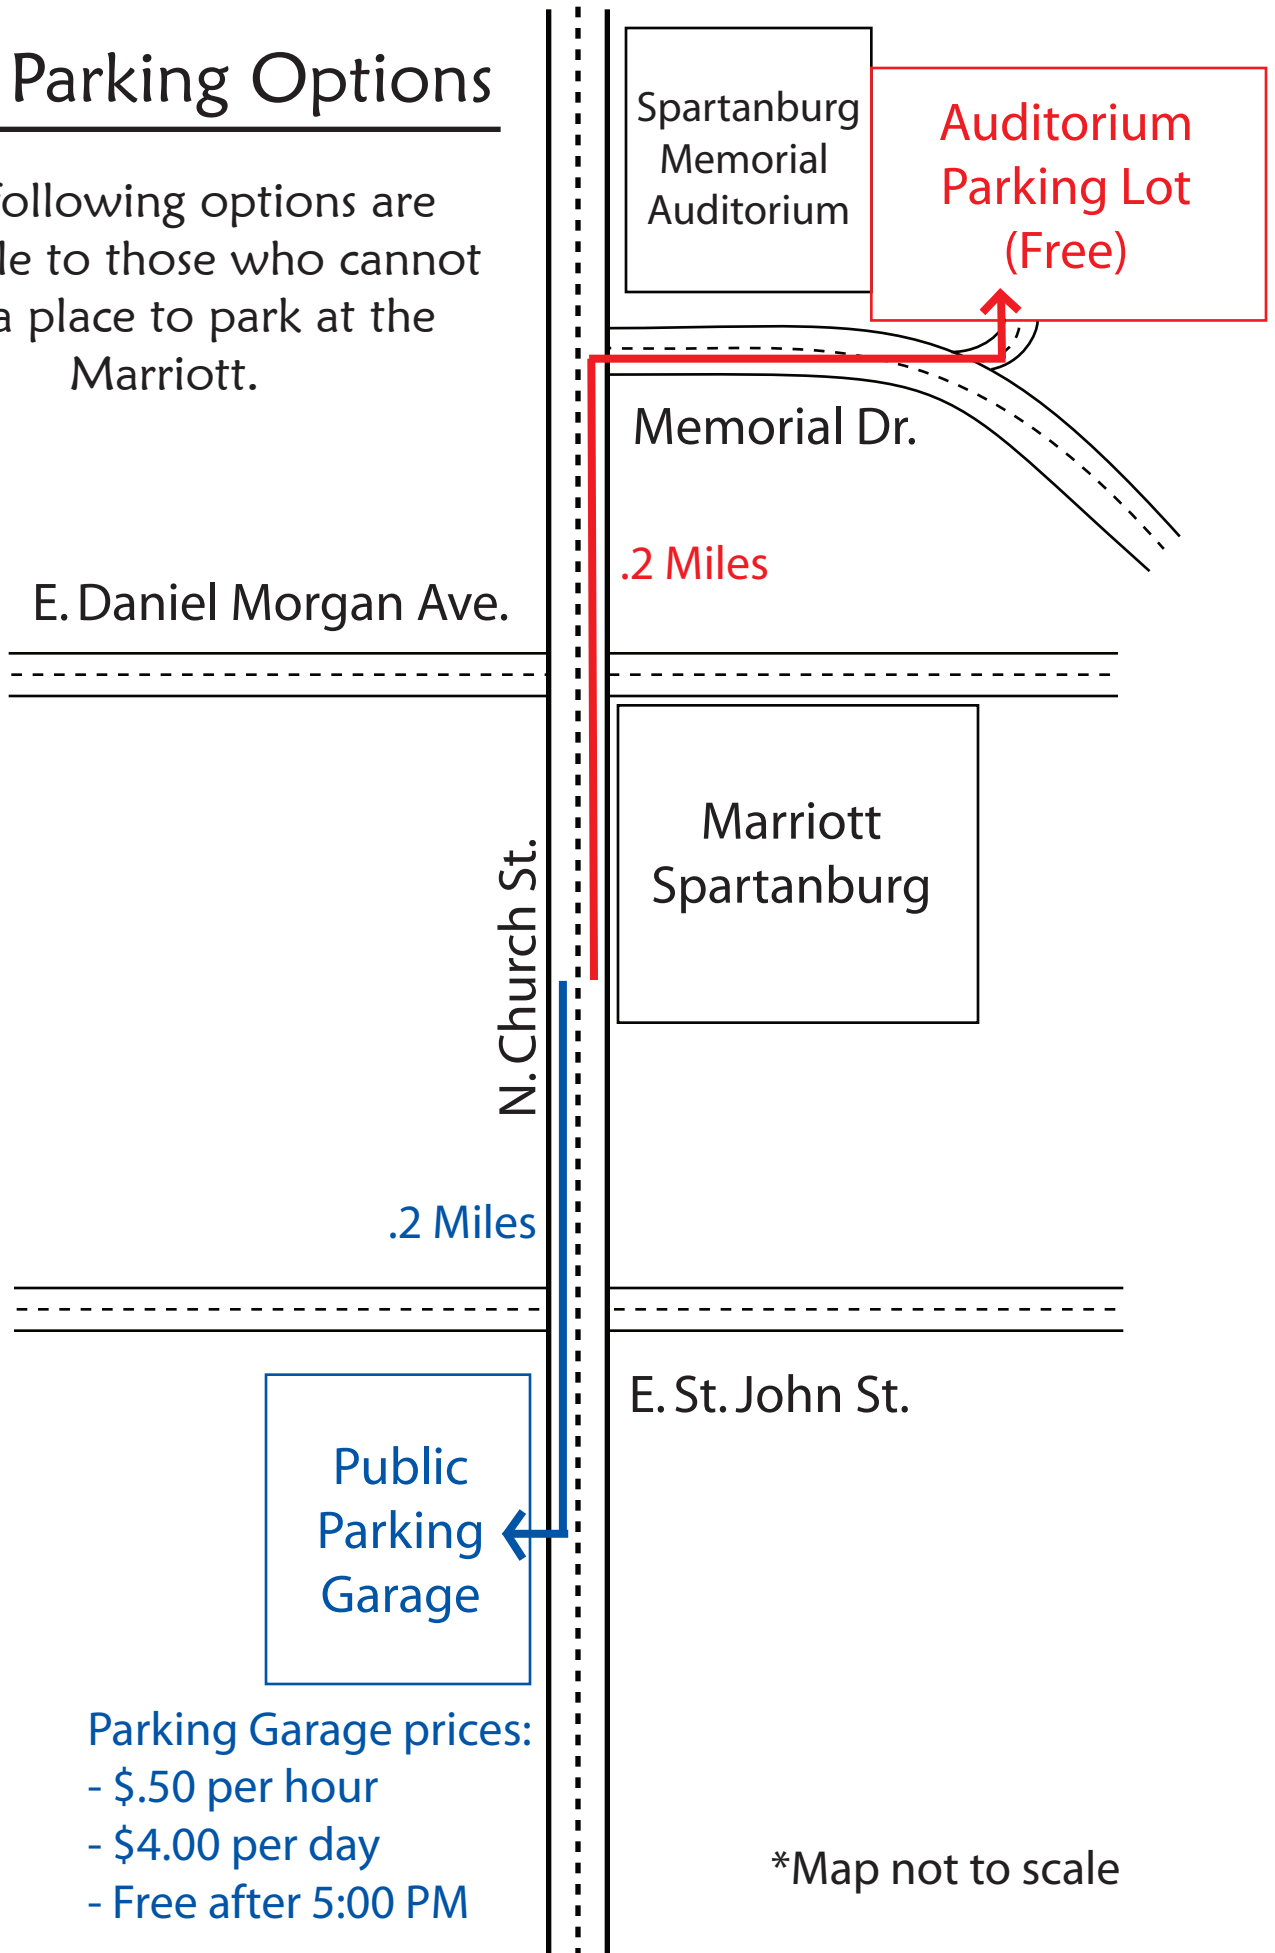 Parking Options
following options are
to those who cannot
a place to park at the
Marriott.
Spartanburg
Memorial
Auditorium
Auditorium
Parking Lot
(Free)
Memorial Dr.
.2 Miles
E. Daniel Morgan Ave.
Marriott
Spartanburg
N. Church St.
.2 Miles
E. St. John St.
Public
Parking
Garage
Parking Garage prices:
- $.50 per hour
- $4.00 per day
- Free after 5:00 PM
*Map not to scale